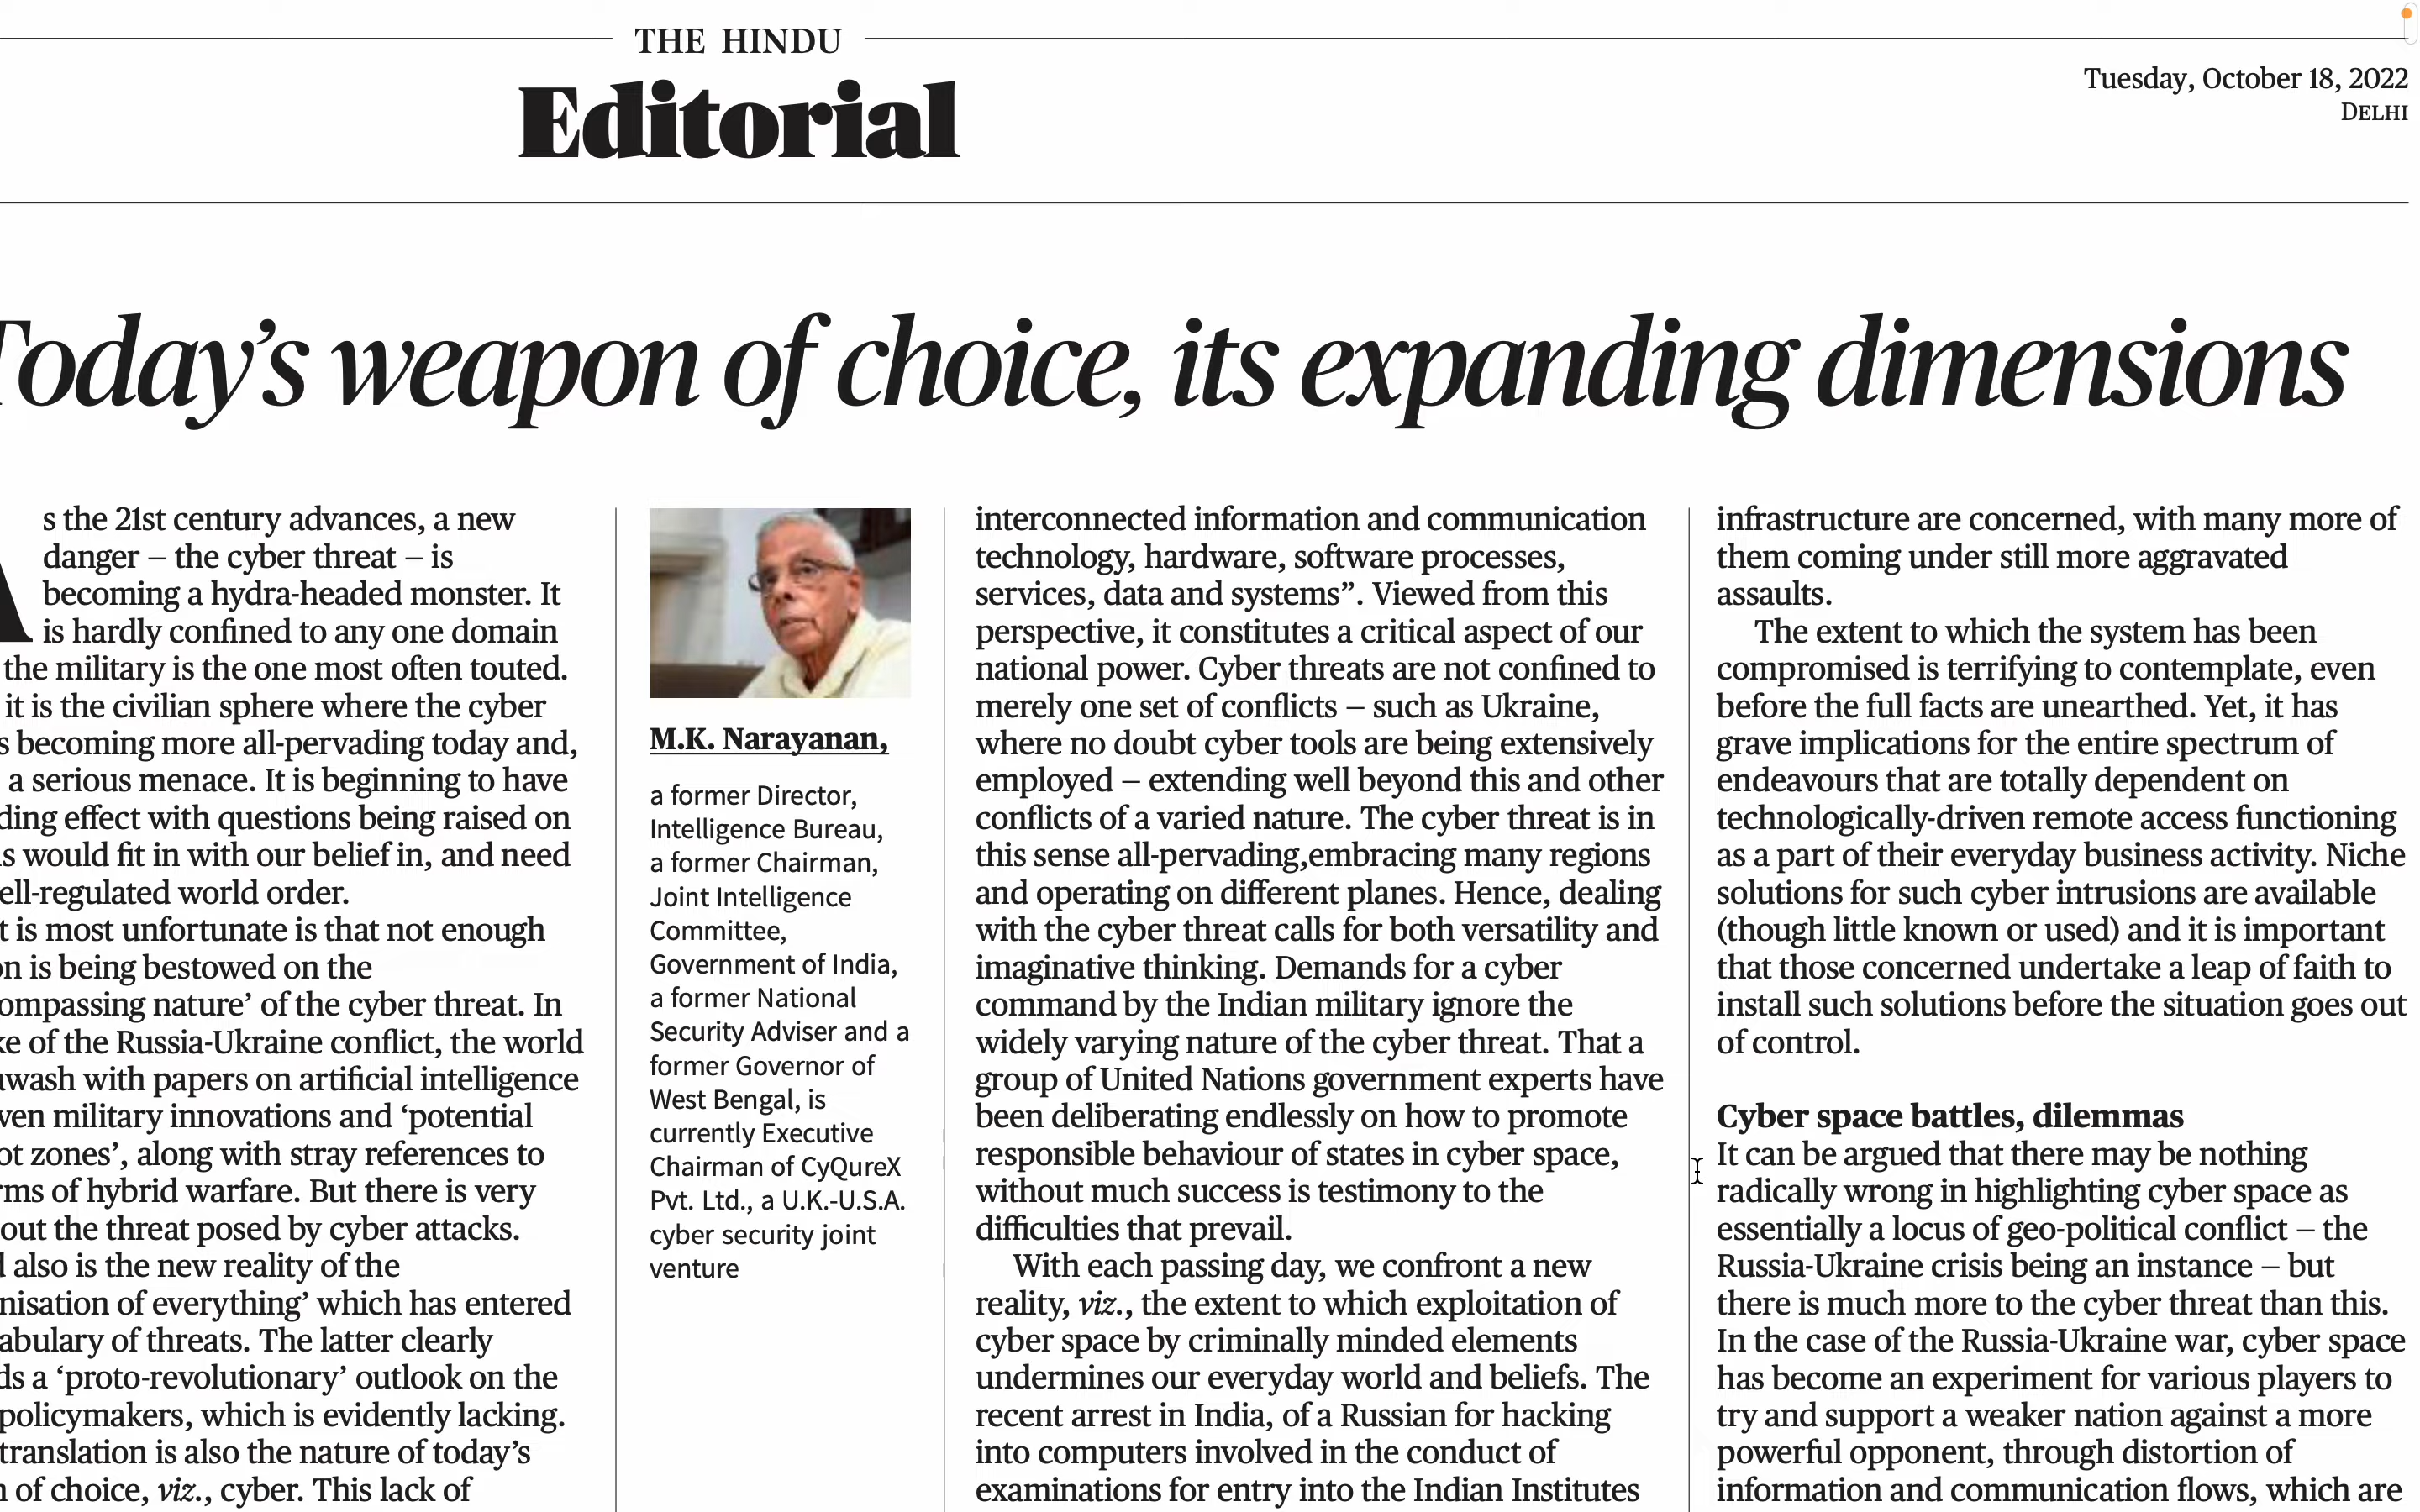 THE HINDU
Editorial
Tuesday, October 18, 2022
DELHI
Today's weapon of choice, its expanding dimensions
As the 21st century advances, a new
danger — the cyber threat — is
becoming a hydra-headed monster. It
is hardly confined to any one domain
the military is the one most often touted.
it is the civilian sphere where the cyber
s becoming more all-pervading today and,
a serious menace. It is beginning to have
ding effect with questions being raised on
s would fit in with our belief in, and need
ell-regulated world order.
t is most unfortunate is that not enough
on is being bestowed on the
ompassing nature’ of the cyber threat. In
ke of the Russia-Ukraine conflict, the world
awash with papers on artificial intelligence
ven military innovations and ‘potential
ot zones’, along with stray references to
rms of hybrid warfare. But there is very
out the threat posed by cyber attacks.
d also is the new reality of the
nisation of everything’ which has entered
abulary of threats. The latter clearly
ds a ‘proto-revolutionary’ outlook on the
policymakers, which is evidently lacking.
translation is also the nature of today’s
n of choice, viz., cyber. This lack of
M.K. Narayanan,
a former Director,
Intelligence Bureau,
a former Chairman,
Joint Intelligence
Committee,
Government of India,
a former National
Security Adviser and a
former Governor of
West Bengal, is
currently Executive
Chairman of CyQureX
Pvt. Ltd., a U.K.-U.S.A.
cyber security joint
venture
interconnected information and communication
technology, hardware, software processes,
services, data and systems”. Viewed from this
perspective, it constitutes a critical aspect of our
national power. Cyber threats are not confined to
merely one set of conflicts — such as Ukraine,
where no doubt cyber tools are being extensively
employed — extending well beyond this and other
conflicts of a varied nature. The cyber threat is in
this sense all-pervading,embracing many regions
and operating on different planes. Hence, dealing
with the cyber threat calls for both versatility and
imaginative thinking. Demands for a cyber
command by the Indian military ignore the
widely varying nature of the cyber threat. That a
group of United Nations government experts have
been deliberating endlessly on how to promote
responsible behaviour of states in cyber space,
without much success is testimony to the
difficulties that prevail.
With each passing day, we confront a new
reality, viz., the extent to which exploitation of
cyber space by criminally minded elements
undermines our everyday world and beliefs. The
recent arrest in India, of a Russian for hacking
into computers involved in the conduct of
examinations for entry into the Indian Institutes
infrastructure are concerned, with many more of
them coming under still more aggravated
assaults.
The extent to which the system has been
compromised is terrifying to contemplate, even
before the full facts are unearthed. Yet, it has
grave implications for the entire spectrum of
endeavours that are totally dependent on
technologically-driven remote access functioning
as a part of their everyday business activity. Niche
solutions for such cyber intrusions are available
(though little known or used) and it is important
that those concerned undertake a leap of faith to
install such solutions before the situation goes out
of control.
Cyber space battles, dilemmas
It can be argued that there may be nothing
radically wrong in highlighting cyber space as
essentially a locus of geo-political conflict — the
Russia-Ukraine crisis being an instance — but
there is much more to the cyber threat than this.
In the case of the Russia-Ukraine war, cyber space
has become an experiment for various players to
try and support a weaker nation against a more
powerful opponent, through distortion of
information and communication flows, which are